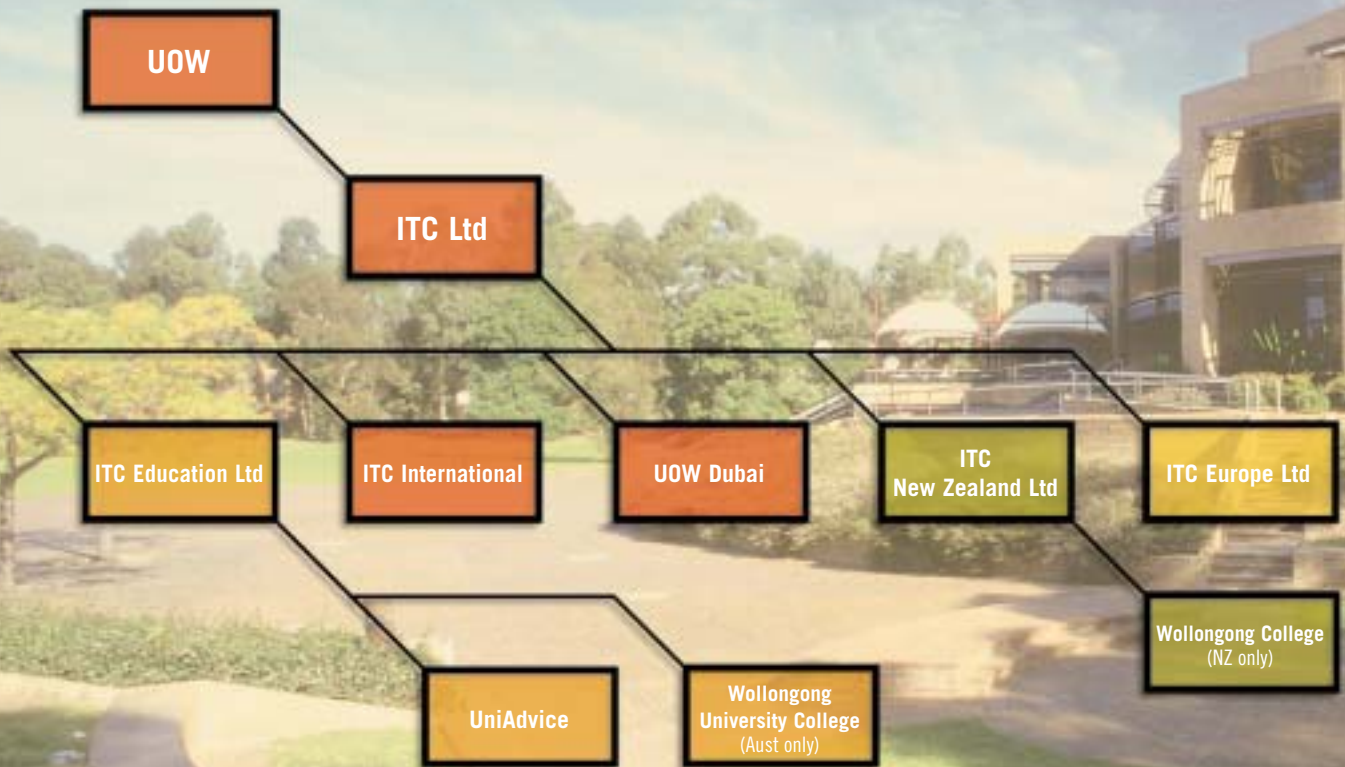 UOW
ITC Ltd
ITC Education Ltd
ITC International
UOW Dubai
ITC
New Zealand Ltd
ITC Europe Ltd
Wollongong College
(NZ only)
UniAdvice
Wollongong
University College
(Aust only)